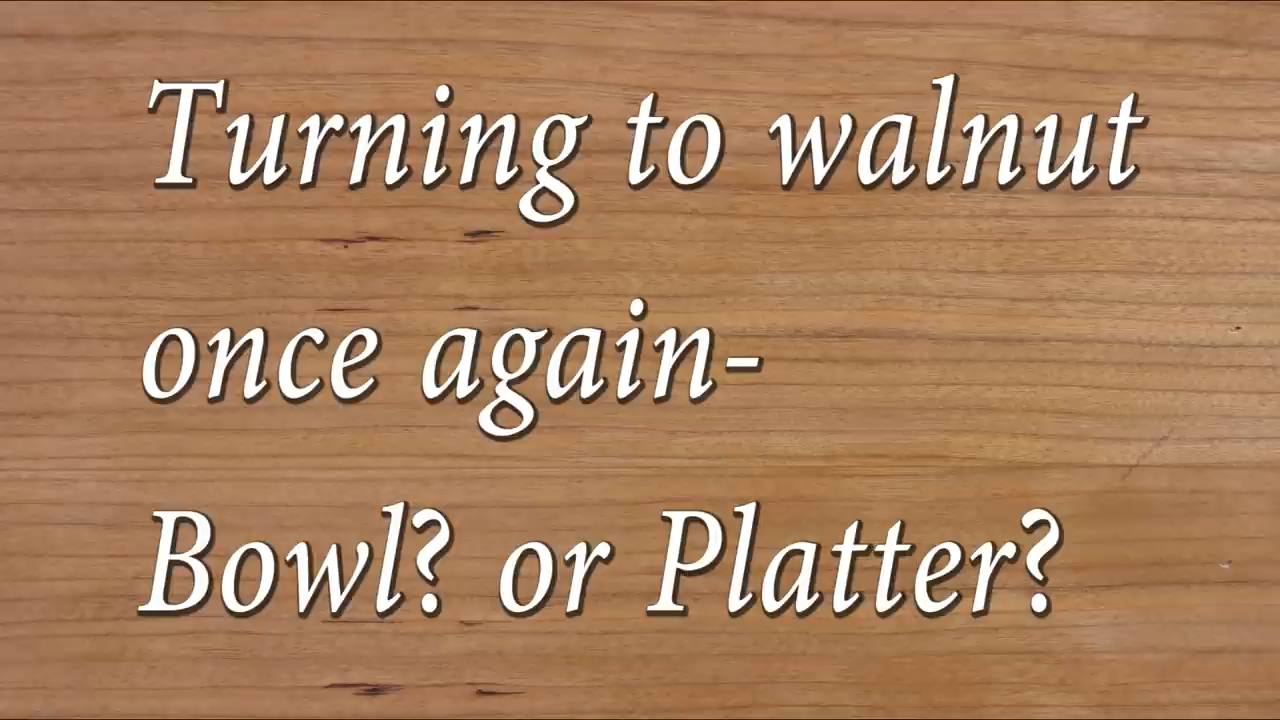 Turning to walnut
once again-
Bowl? or Platter?